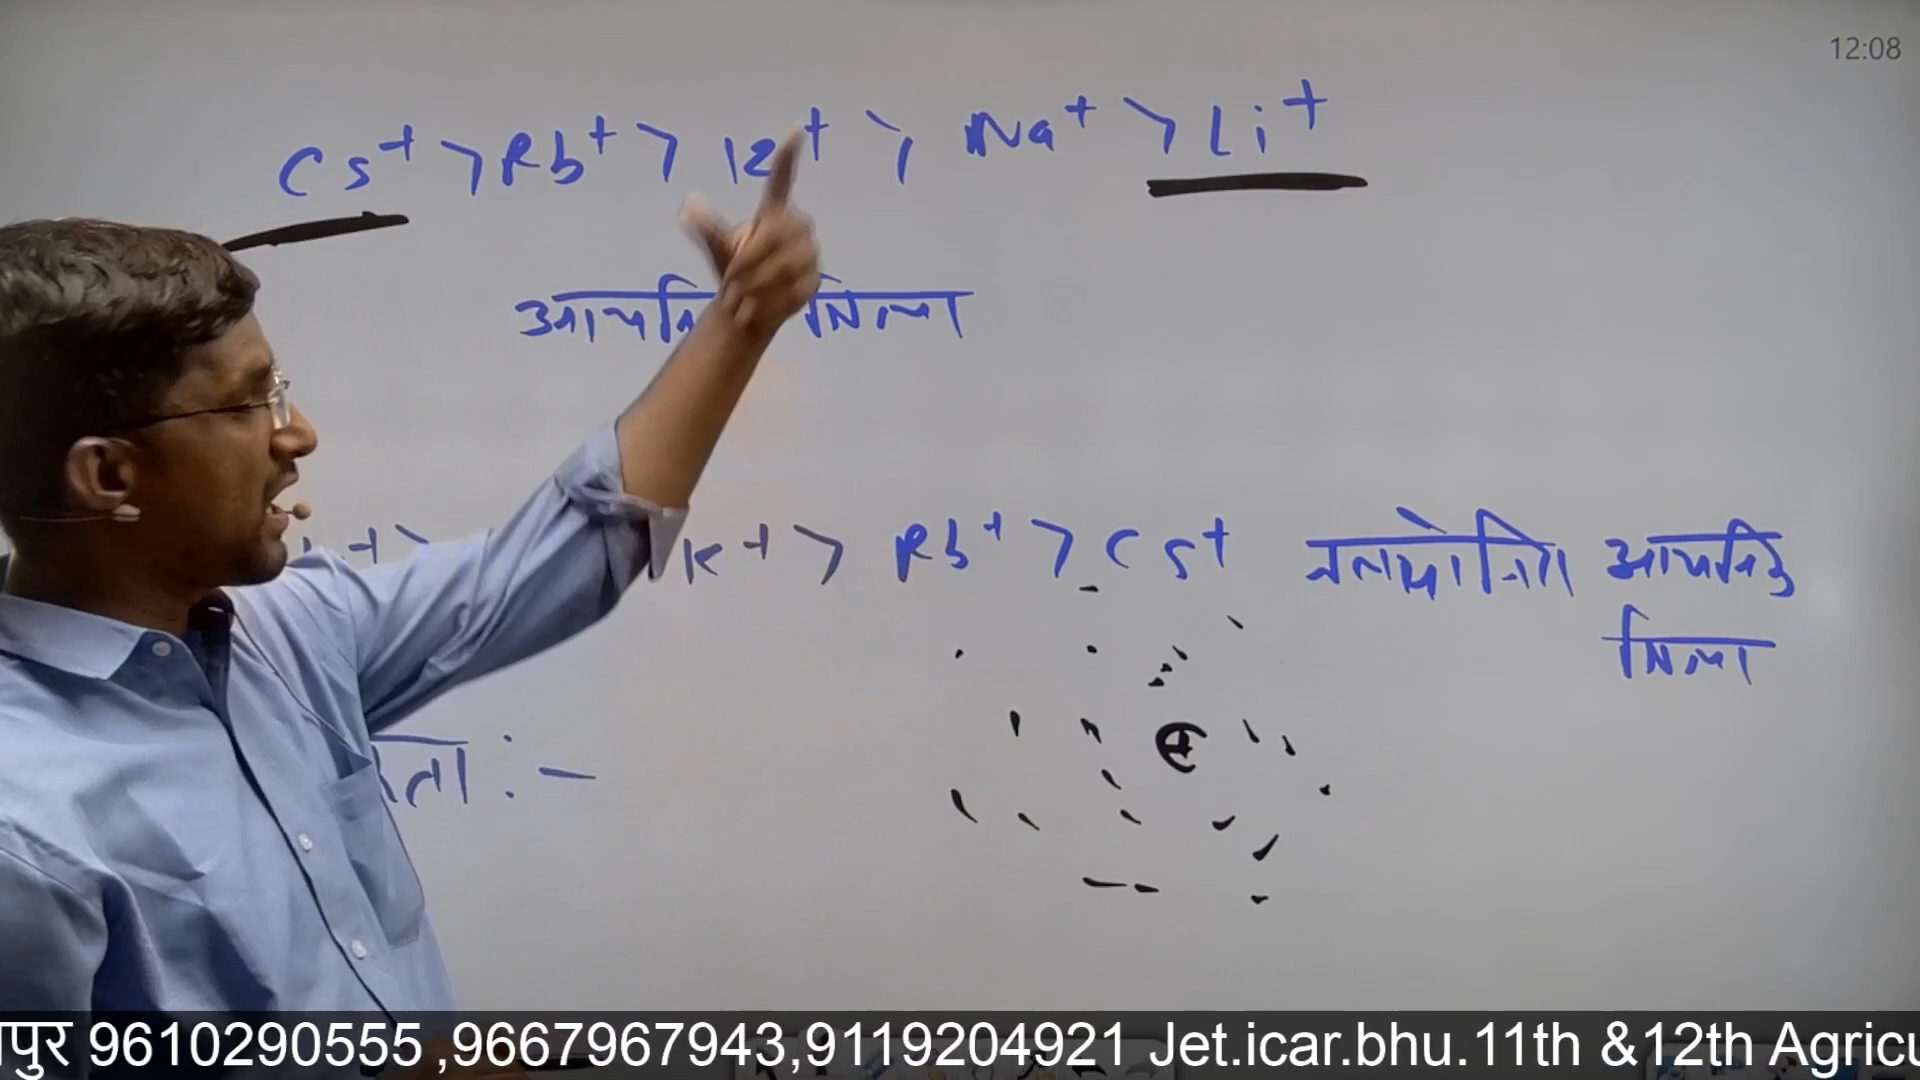 12:08
Cs+ > Rb+ > K+ > Na+ > Li+
त्रिज्या
K+ > Rb+ > Cs+ जलयोजित आयनिक
त्रिज्या
ता :-
पुर 9610290555 ,9667967943,9119204921 Jet.icar.bhu.11th &12th Agricu